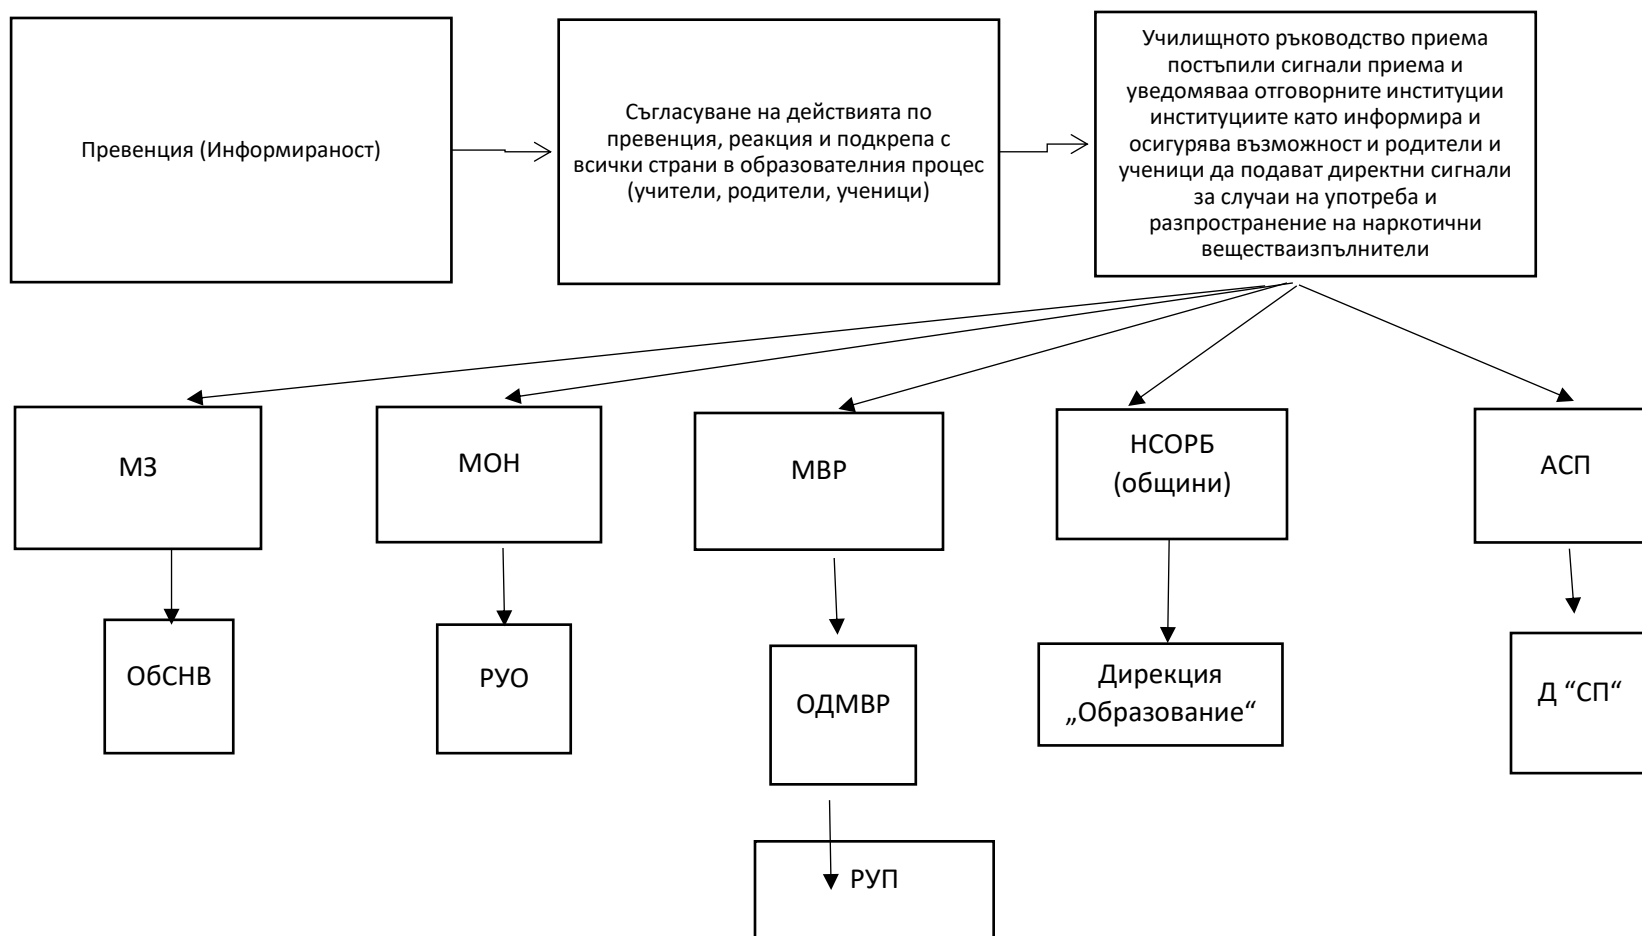 Превенция (Информираност)
Съгласуване на действията по
превенция, реакция и подкрепа с
всички страни в образователния процес
(учители, родители, ученици)
Училищното ръководство приема
постъпили сигнали приема и
уведомяваа отговорните институции
институциите като информира и
осигурява възможност и родители и
ученици да подават директни сигнали
за случаи на употреба и
разпространение на наркотични
веществаизпълнители
МЗ
МОН
МВР
НСОРБ
(общини)
АСП
ОбСНВ
РУО
ОДМВР
Дирекция
„Образование“
Д “СП“
РУП